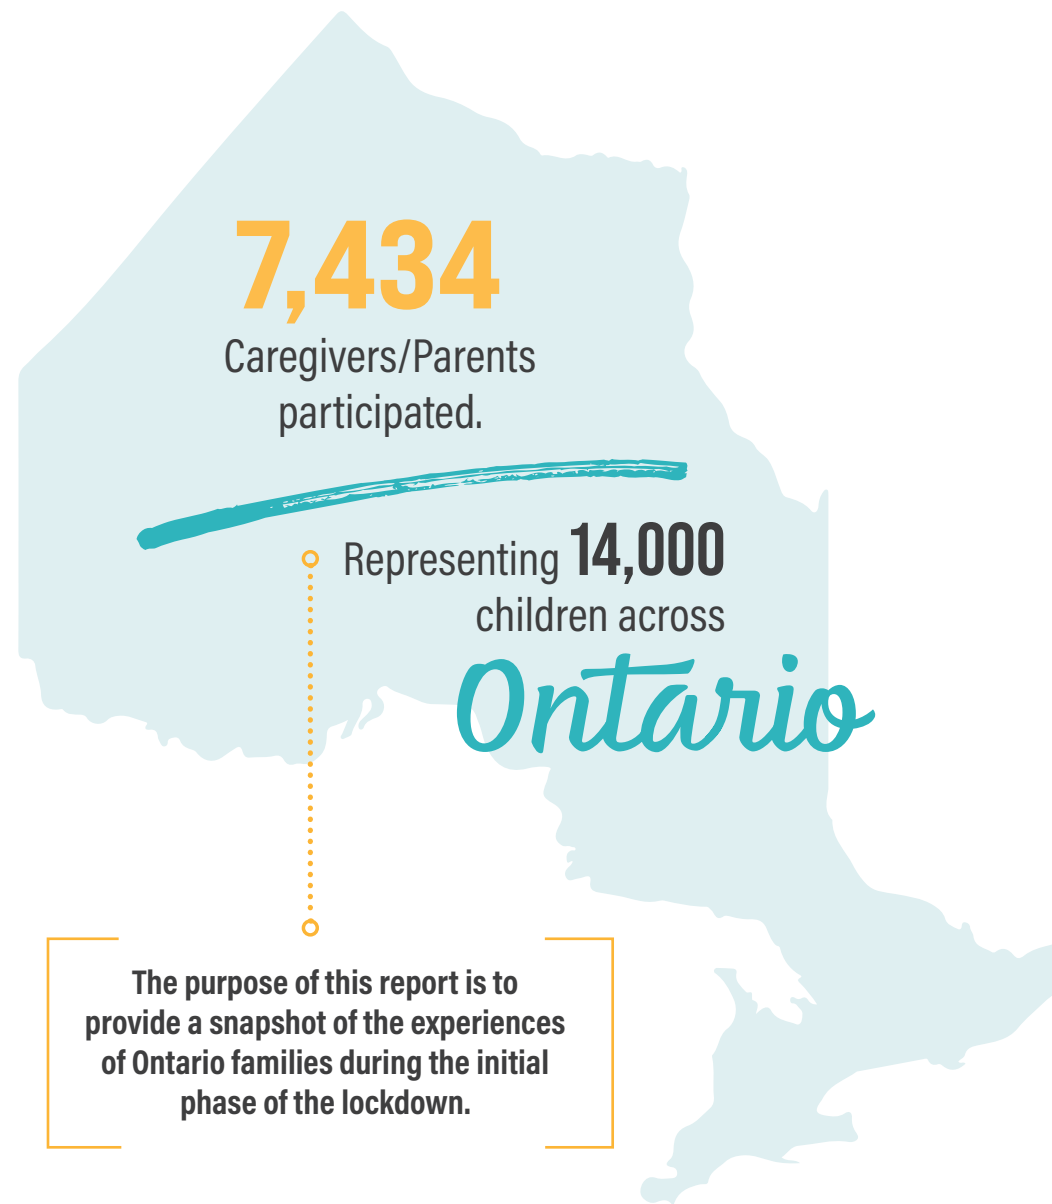 7,434
Caregivers/Parents
participated.
Representing 14,000
children across
Ontario
The purpose of this report is to
provide a snapshot of the experiences
of Ontario families during the initial
phase of the lockdown.